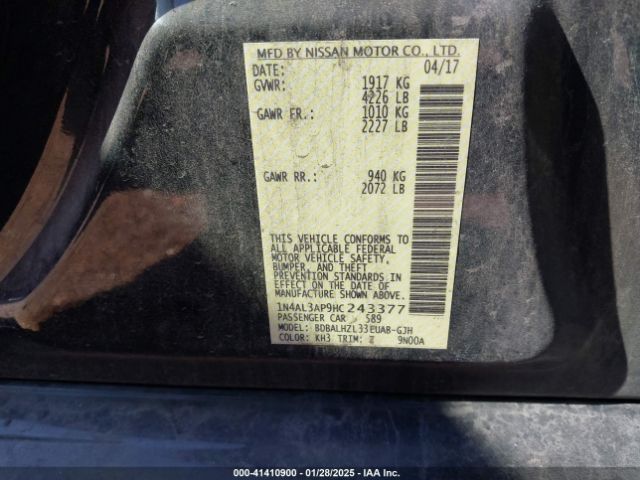 MFD BY NISSAN MOTOR CO., LTD.
DATE: 04/17
GVWR: 1917 KG
4226 LB
GAWR FR.: 1010 KG
2227 LB
GAWR RR.: 940 KG
2072 LB
THIS VEHICLE CONFORMS TO
ALL APPLICABLE FEDERAL
MOTOR VEHICLE SAFETY,
BUMPER, AND THEFT
PREVENTION STANDARDS IN
EFFECT ON THE DATE OF
MANUFACTURE SHOWN ABOVE.
1N4AL3AP9HC243377
PASSENGER CAR 589
MODEL: BDBALHZL33EUAB-GJH
COLOR: KH3 TRIM: 9N00A
000-41410900 - 01/28/2025 - IAA Inc.